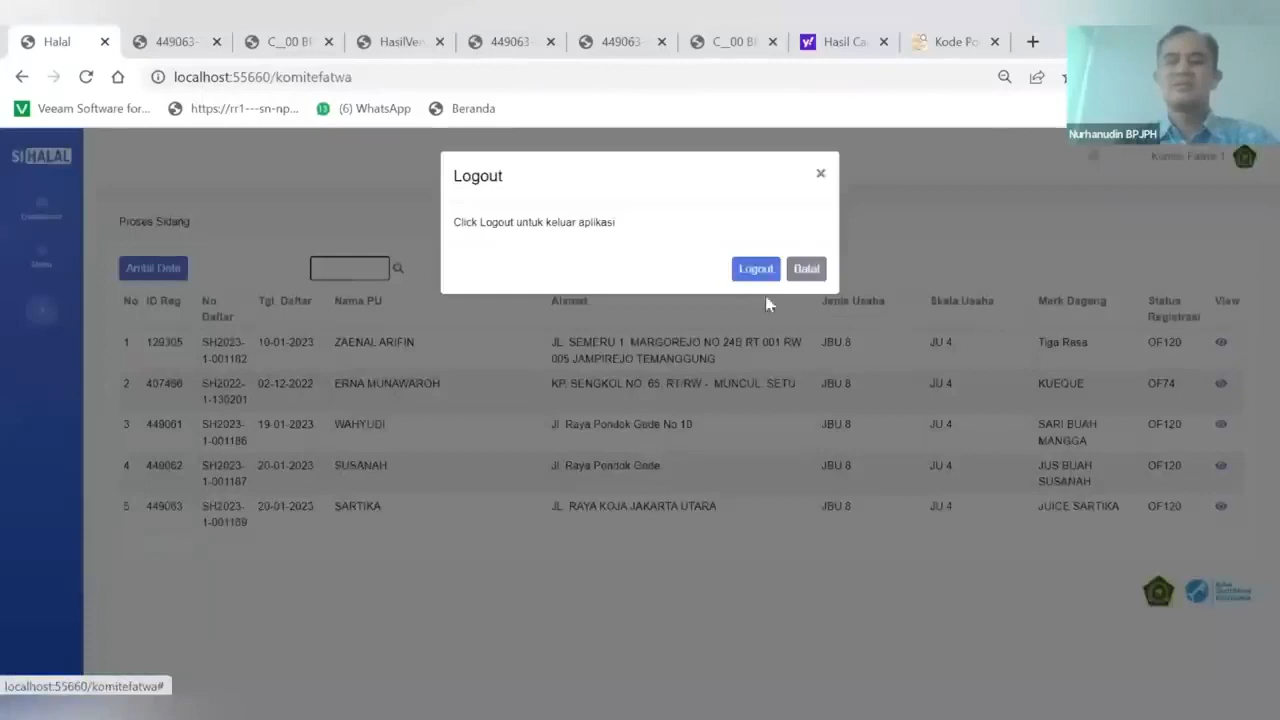 Halal
449063-
C__00 BI
HasilVer
449063-
449063-
C__00 BI
Hasil Ca
Kode Po
localhost:55660/komitefatwa
Veeam Software for...
https://rr1---sn-np...
(6) WhatsApp
Beranda
Nurhanudin BPJPH
SIHALAL
Komisi Fatwa 1
Logout
Click Logout untuk keluar aplikasi
Logout Batal
Proses Sidang
Ambil Data
No ID Reg No Daftar Tgl. Daftar Nama PU Alamat Jenis Usaha Skala Usaha Merk Dagang Status Registrasi View
1 129305 SH2023-1-001182 10-01-2023 ZAENAL ARIFIN JL. SEMERU 1 MARGOREJO NO 24B RT 001 RW 005 JAMPIREJO TEMANGGUNG JBU.8 JU.4 Tiga Rasa OF120
2 407466 SH2022-1-130201 02-12-2022 ERNA MUNAWAROH KP. SENGKOL NO. 65 RT/RW - MUNCUL, SETU JBU.8 JU.4 KUEQUE OF74
3 449061 SH2023-1-001186 19-01-2023 WAHYUDI Jl. Raya Pondok Gede No 10 JBU.8 JU.4 SARI BUAH MANGGA OF120
4 449062 SH2023-1-001187 20-01-2023 SUSANAH Jl. Raya Pondok Gede JBU.8 JU.4 JUS BUAH SUSANAH OF120
5 449063 SH2023-1-001189 20-01-2023 SARTIKA JL. RAYA KOJA JAKARTA UTARA JBU.8 JU.4 JUICE SARTIKA OF120
localhost:55660/komitefatwa#